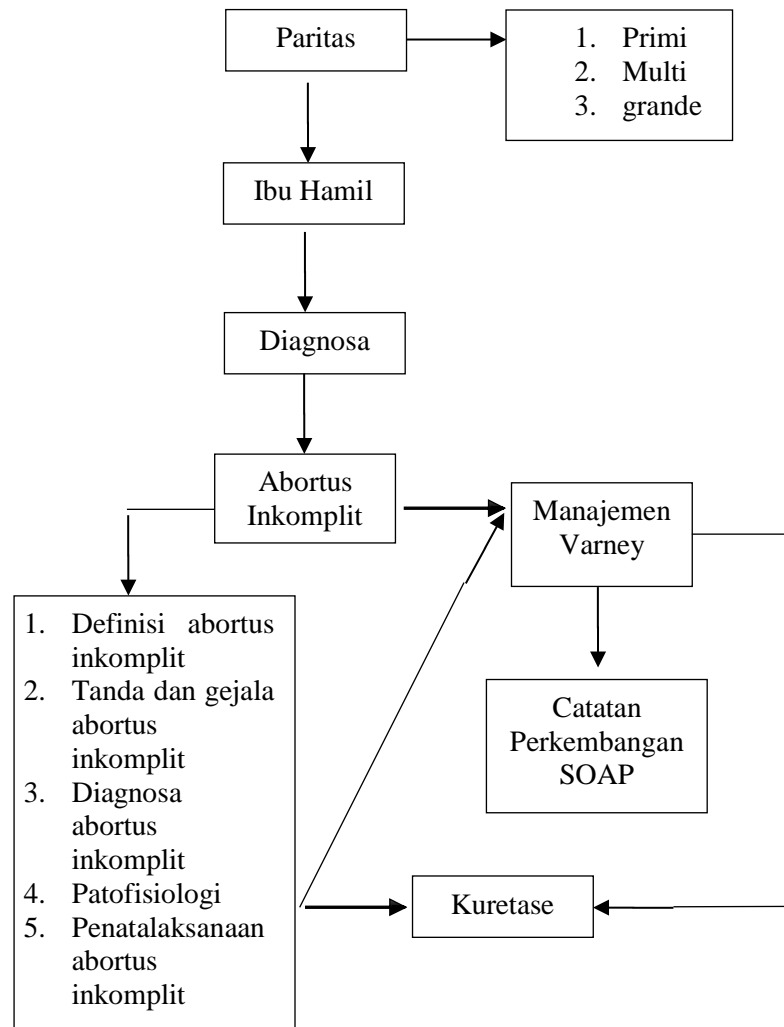 Paritas
1. Primi
2. Multi
3. grande
Ibu Hamil
Diagnosa
Abortus
Inkomplit
Manajemen
Varney
1. Definisi abortus
inkomplit
2. Tanda dan gejala
abortus
inkomplit
3. Diagnosa
abortus
inkomplit
4. Patofisiologi
5. Penatalaksanaan
abortus
inkomplit
Catatan
Perkembangan
SOAP
Kuretase